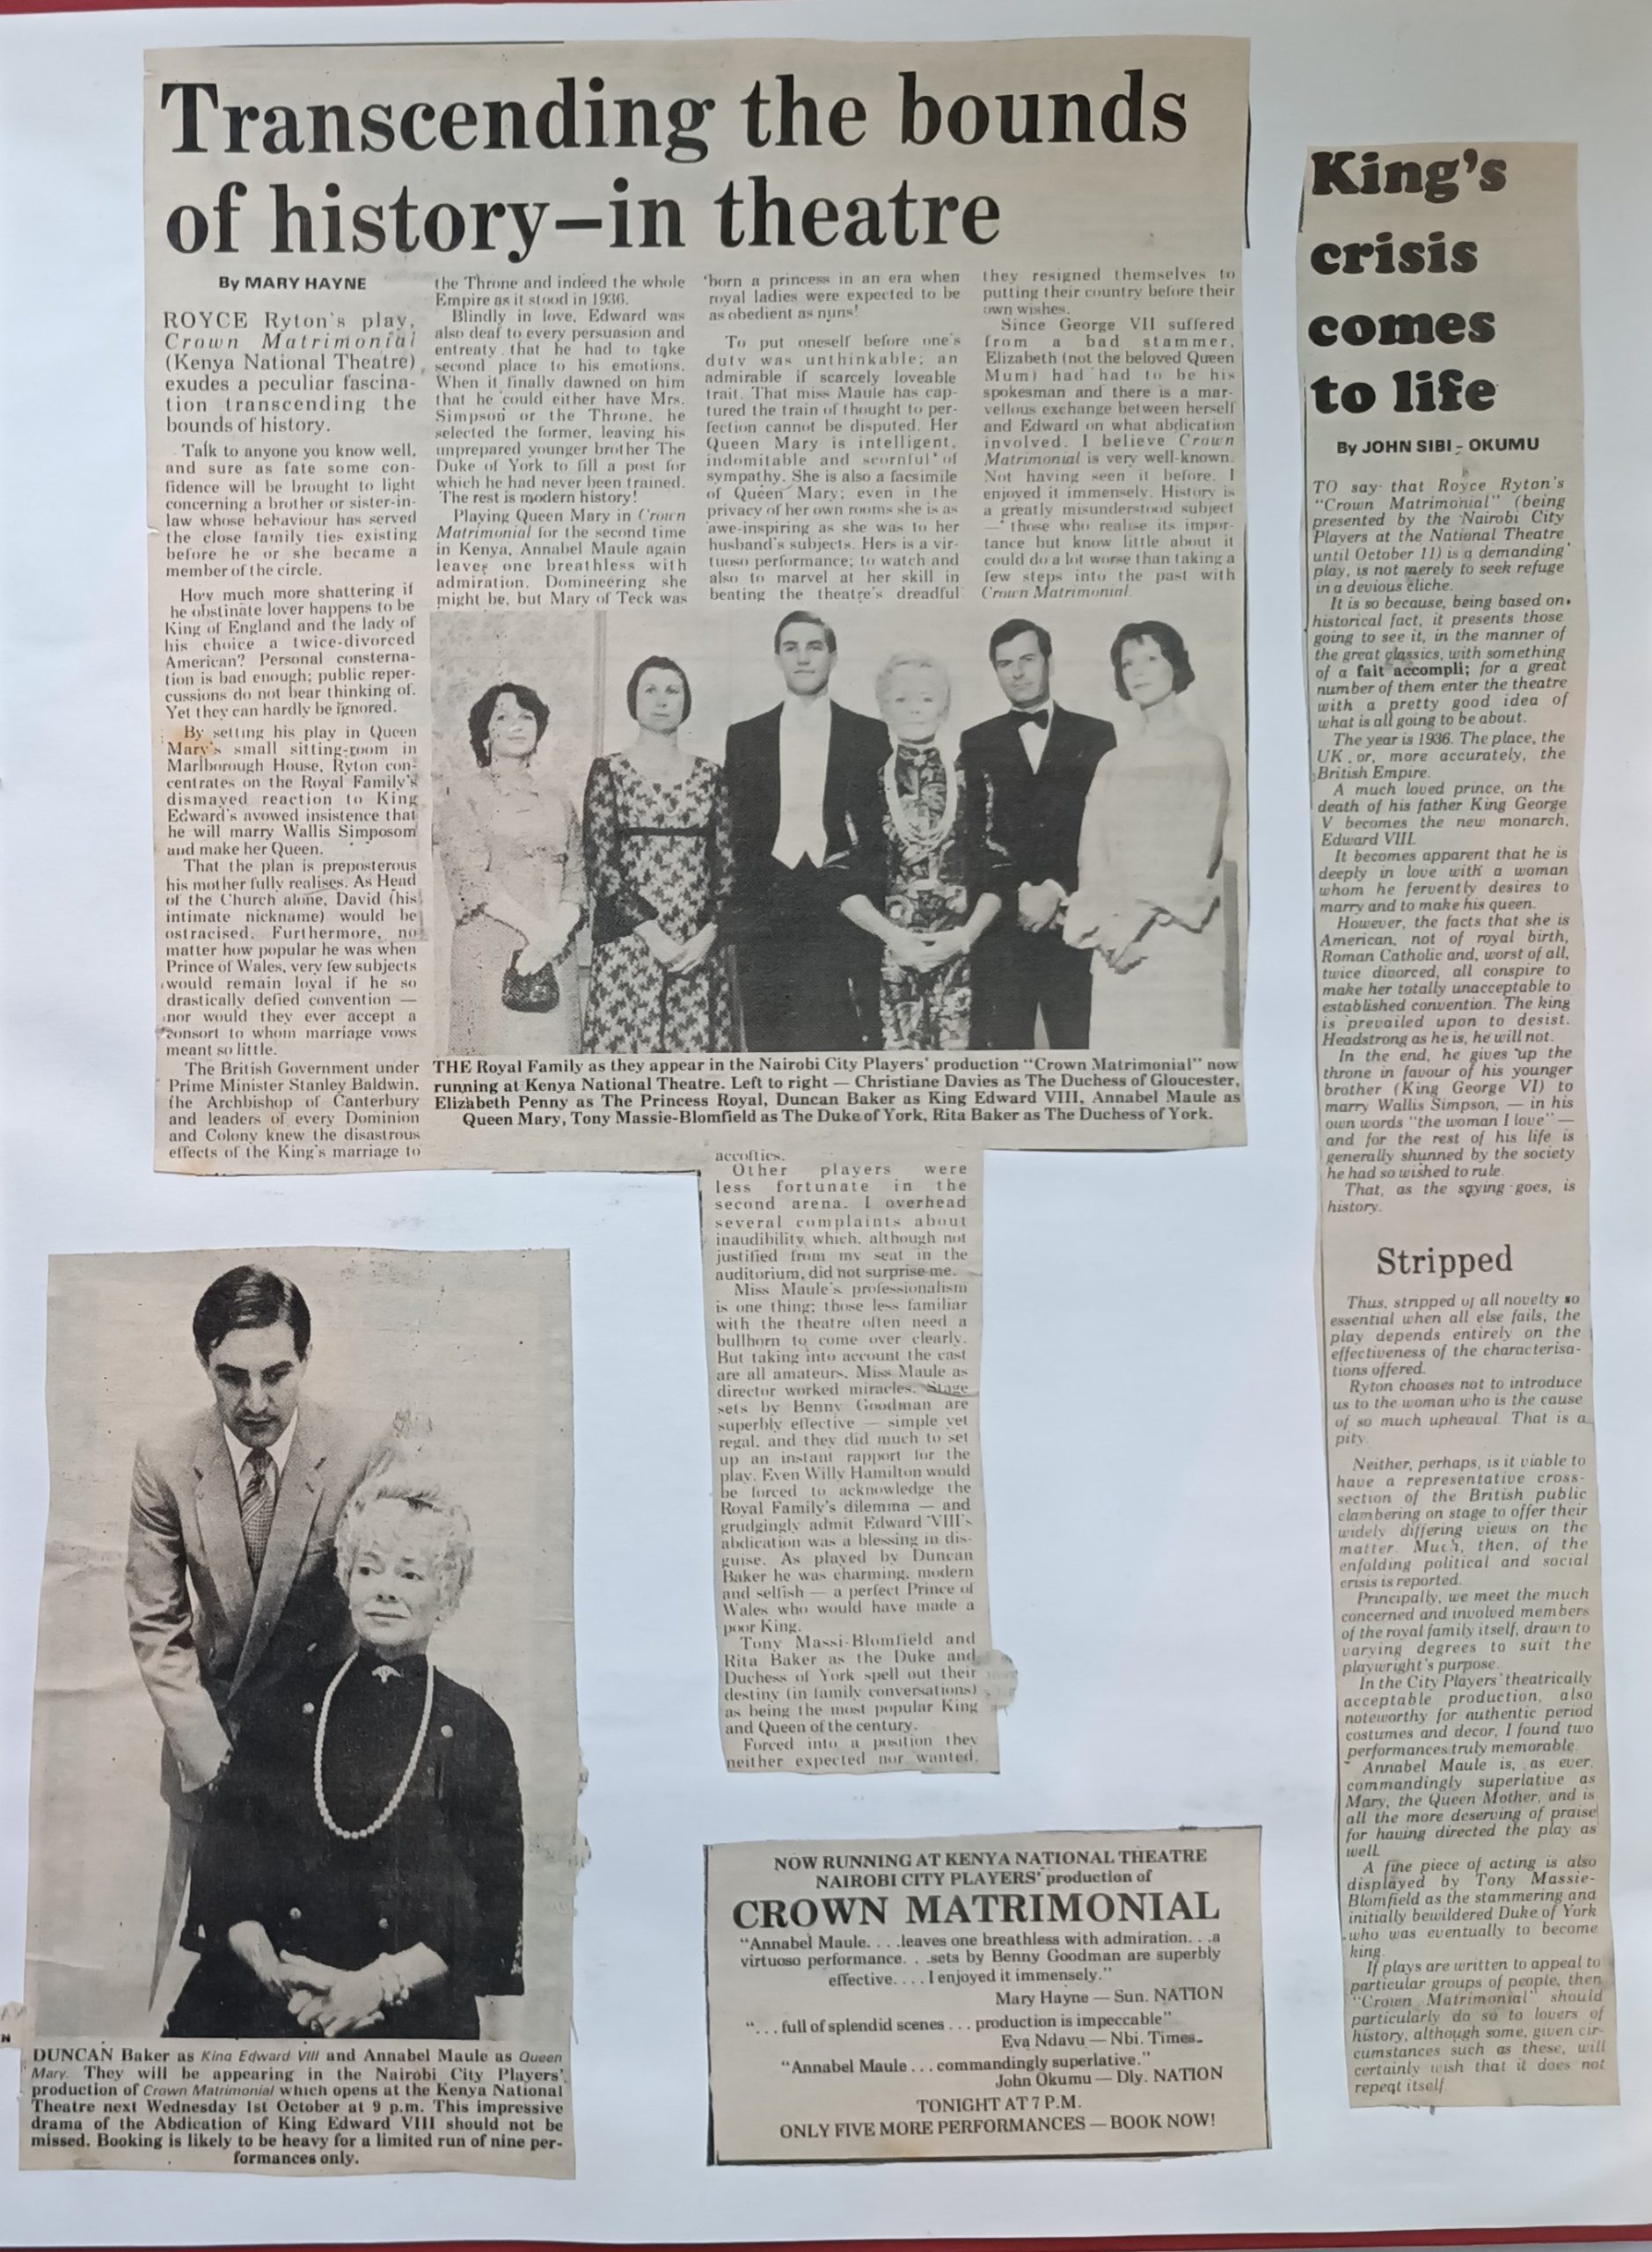 Transcending the bounds
of history–in theatre
By MARY HAYNE
ROYCE Ryton's play,
Crown Matrimonial
(Kenya National Theatre)
exudes a peculiar fascina-
tion transcending the
bounds of history.
Talk to anyone you know well,
and sure as fate some con-
fidence will be brought to light
concerning a brother or sister-in-
law whose behaviour has served
the close family ties existing
before he or she became a
member of the circle.
How much more shattering if
he obstinate lover happens to be
King of England and the lady of
his choice a twice-divorced
American? Personal consterna-
tion is bad enough; public reper-
cussions do not bear thinking of.
Yet they can hardly be ignored.
By setting his play in Queen
Mary's small sitting-room in
Marlborough House, Ryton con-
centrates on the Royal Family's
dismayed reaction to King
Edward's avowed insistence that
he will marry Wallis Simposom
and make her Queen.
That the plan is preposterous
his mother fully realises. As Head
of the Church alone, David (his
intimate nickname) would be
ostracised. Furthermore, no
matter how popular he was when
Prince of Wales, very few subjects
would remain loyal if he so
drastically defied convention —
nor would they ever accept a
consort to whom marriage vows
meant so little.
The British Government under
Prime Minister Stanley Baldwin,
the Archbishop of Canterbury
and leaders of every Dominion
and Colony knew the disastrous
effects of the King's marriage to
the Throne and indeed the whole
Empire as it stood in 1936.
Blindly in love, Edward was
also deaf to every persuasion and
entreaty that he had to take
second place to his emotions.
When it finally dawned on him
that he could either have Mrs.
Simpson or the Throne, he
selected the former, leaving his
unprepared younger brother The
Duke of York to fill a post for
which he had never been trained.
The rest is modern history!
Playing Queen Mary in Crown
Matrimonial for the second time
in Kenya, Annabel Maule again
leaves one breathless with
admiration. Domineering she
might be, but Mary of Teck was
'born a princess in an era when
royal ladies were expected to be
as obedient as nuns!
To put oneself before one's
duty was unthinkable; an
admirable if scarcely loveable
trait. That miss Maule has cap-
tured the train of thought to per-
fection cannot be disputed. Her
Queen Mary is intelligent,
indomitable and scornful of
sympathy. She is also a facsimile
of Queen Mary; even in the
privacy of her own rooms she is as
awe-inspiring as she was to her
husband's subjects. Hers is a vir-
tuoso performance; to watch and
also to marvel at her skill in
beating the theatre's dreadful
they resigned themselves to
putting their country before their
own wishes.
Since George VII suffered
from a bad stammer,
Elizabeth (not the beloved Queen
Mum) had had to be his
spokesman and there is a mar-
vellous exchange between herself
and Edward on what abdication
involved. I believe Crown
Matrimonial is very well-known.
Not having seen it before, I
enjoyed it immensely. History is
a greatly misunderstood subject
— those who realise its impor-
tance but know little about it
could do a lot worse than taking a
few steps into the past with
Crown Matrimonial.
THE Royal Family as they appear in the Nairobi City Players' production "Crown Matrimonial" now
running at Kenya National Theatre. Left to right — Christiane Davies as The Duchess of Gloucester,
Elizabeth Penny as The Princess Royal, Duncan Baker as King Edward VIII, Annabel Maule as
Queen Mary, Tony Massie-Blomfield as The Duke of York, Rita Baker as The Duchess of York.
accoftics.
Other players were
less fortunate in the
second arena. I overhead
several complaints about
inaudibility which, although not
justified from my seat in the
auditorium, did not surprise me.
Miss Maule's professionalism
is one thing; those less familiar
with the theatre often need a
bullhorn to come over clearly.
But taking into account the cast
are all amateurs, Miss Maule as
director worked miracles. Stage
sets by Benny Goodman are
superbly effective — simple yet
regal, and they did much to set
up an instant rapport for the
play. Even Willy Hamilton would
be forced to acknowledge the
Royal Family's dilemma — and
grudgingly admit Edward VIII's
abdication was a blessing in dis-
guise. As played by Duncan
Baker he was charming, modern
and selfish — a perfect Prince of
Wales who would have made a
poor King.
Tony Massi-Blomfield and
Rita Baker as the Duke and
Duchess of York spell out their
destiny (in family conversations)
as being the most popular King
and Queen of the century.
Forced into a position they
neither expected nor wanted,
N
DUNCAN Baker as King Edward VIII and Annabel Maule as Queen
Mary. They will be appearing in the Nairobi City Players'
production of Crown Matrimonial which opens at the Kenya National
Theatre next Wednesday 1st October at 9 p.m. This impressive
drama of the Abdication of King Edward VIII should not be
missed. Booking is likely to be heavy for a limited run of nine per-
formances only.
NOW RUNNING AT KENYA NATIONAL THEATRE
NAIROBI CITY PLAYERS' production of
CROWN MATRIMONIAL
"Annabel Maule. . . .leaves one breathless with admiration. . .a
virtuoso performance. . .sets by Benny Goodman are superbly
effective. . . . I enjoyed it immensely."
Mary Hayne — Sun. NATION
". . . full of splendid scenes . . . production is impeccable"
Eva Ndavu — Nbi. Times.
"Annabel Maule . . . commandingly superlative."
John Okumu — Dly. NATION
TONIGHT AT 7 P.M.
ONLY FIVE MORE PERFORMANCES — BOOK NOW!
King's
crisis
comes
to life
By JOHN SIBI - OKUMU
TO say that Royce Ryton's
"Crown Matrimonial" (being
presented by the Nairobi City
Players at the National Theatre
until October 11) is a demanding
play, is not merely to seek refuge
in a devious cliche.
It is so because, being based on
historical fact, it presents those
going to see it, in the manner of
the great classics, with something
of a fait accompli; for a great
number of them enter the theatre
with a pretty good idea of
what is all going to be about.
The year is 1936. The place, the
UK or, more accurately, the
British Empire.
A much loved prince, on the
death of his father King George
V becomes the new monarch,
Edward VIII.
It becomes apparent that he is
deeply in love with a woman
whom he fervently desires to
marry and to make his queen.
However, the facts that she is
American, not of royal birth,
Roman Catholic and, worst of all,
twice divorced, all conspire to
make her totally unacceptable to
established convention. The king
is prevailed upon to desist.
Headstrong as he is, he will not.
In the end, he gives up the
throne in favour of his younger
brother (King George VI) to
marry Wallis Simpson, — in his
own words "the woman I love" —
and for the rest of his life is
generally shunned by the society
he had so wished to rule.
That, as the saying goes, is
history.
Stripped
Thus, stripped of all novelty so
essential when all else fails, the
play depends entirely on the
effectiveness of the characterisa-
tions offered.
Ryton chooses not to introduce
us to the woman who is the cause
of so much upheaval. That is a
pity.
Neither, perhaps, is it viable to
have a representative cross-
section of the British public
clambering on stage to offer their
widely differing views on the
matter. Much, then, of the
enfolding political and social
crisis is reported.
Principally, we meet the much
concerned and involved members
of the royal family itself, drawn to
varying degrees to suit the
playwright's purpose.
In the City Players' theatrically
acceptable production, also
noteworthy for authentic period
costumes and decor, I found two
performances truly memorable.
Annabel Maule is, as ever,
commandingly superlative as
Mary, the Queen Mother, and is
all the more deserving of praise
for having directed the play as
well.
A fine piece of acting is also
displayed by Tony Massie-
Blomfield as the stammering and
initially bewildered Duke of York
who was eventually to become
king.
If plays are written to appeal to
particular groups of people, then
"Crown Matrimonial" should
particularly do so to lovers of
history, although some, given cir-
cumstances such as these, will
certainly wish that it does not
repeat itself.